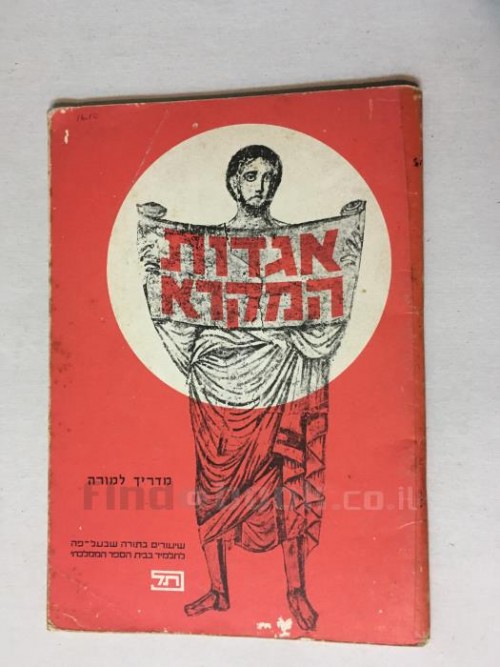 אגדות
המקרא
מדריך למורה
שיעורים בתורה שבעל-פה
לתלמיד בבית הספר הממלכתי
תל